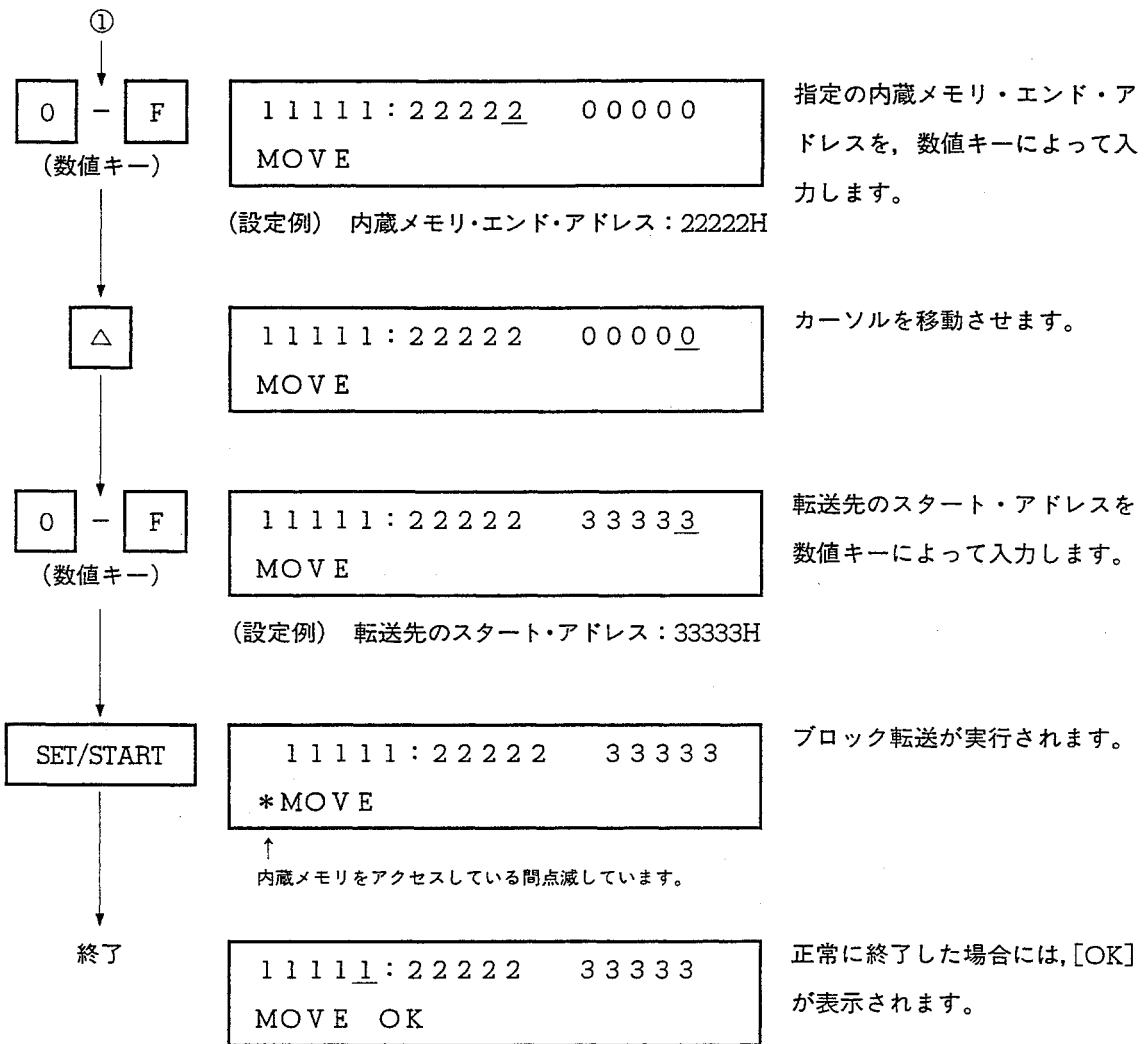 ①
0 - F
(数値キー)
11111:22222 00000
MOVE
(設定例) 内蔵メモリ・エンド・アドレス:22222H
指定の内蔵メモリ・エンド・ア
ドレスを,数値キーによって入
力します。
△
11111:22222 00000
MOVE
カーソルを移動させます。
0 - F
(数値キー)
11111:22222 33333
MOVE
(設定例) 転送先のスタート・アドレス:33333H
転送先のスタート・アドレスを
数値キーによって入力します。
SET/START
11111:22222 33333
*MOVE
↑
内蔵メモリをアクセスしている間点滅しています。
ブロック転送が実行されます。
終了
11111:22222 33333
MOVE OK
正常に終了した場合には,[OK]
が表示されます。